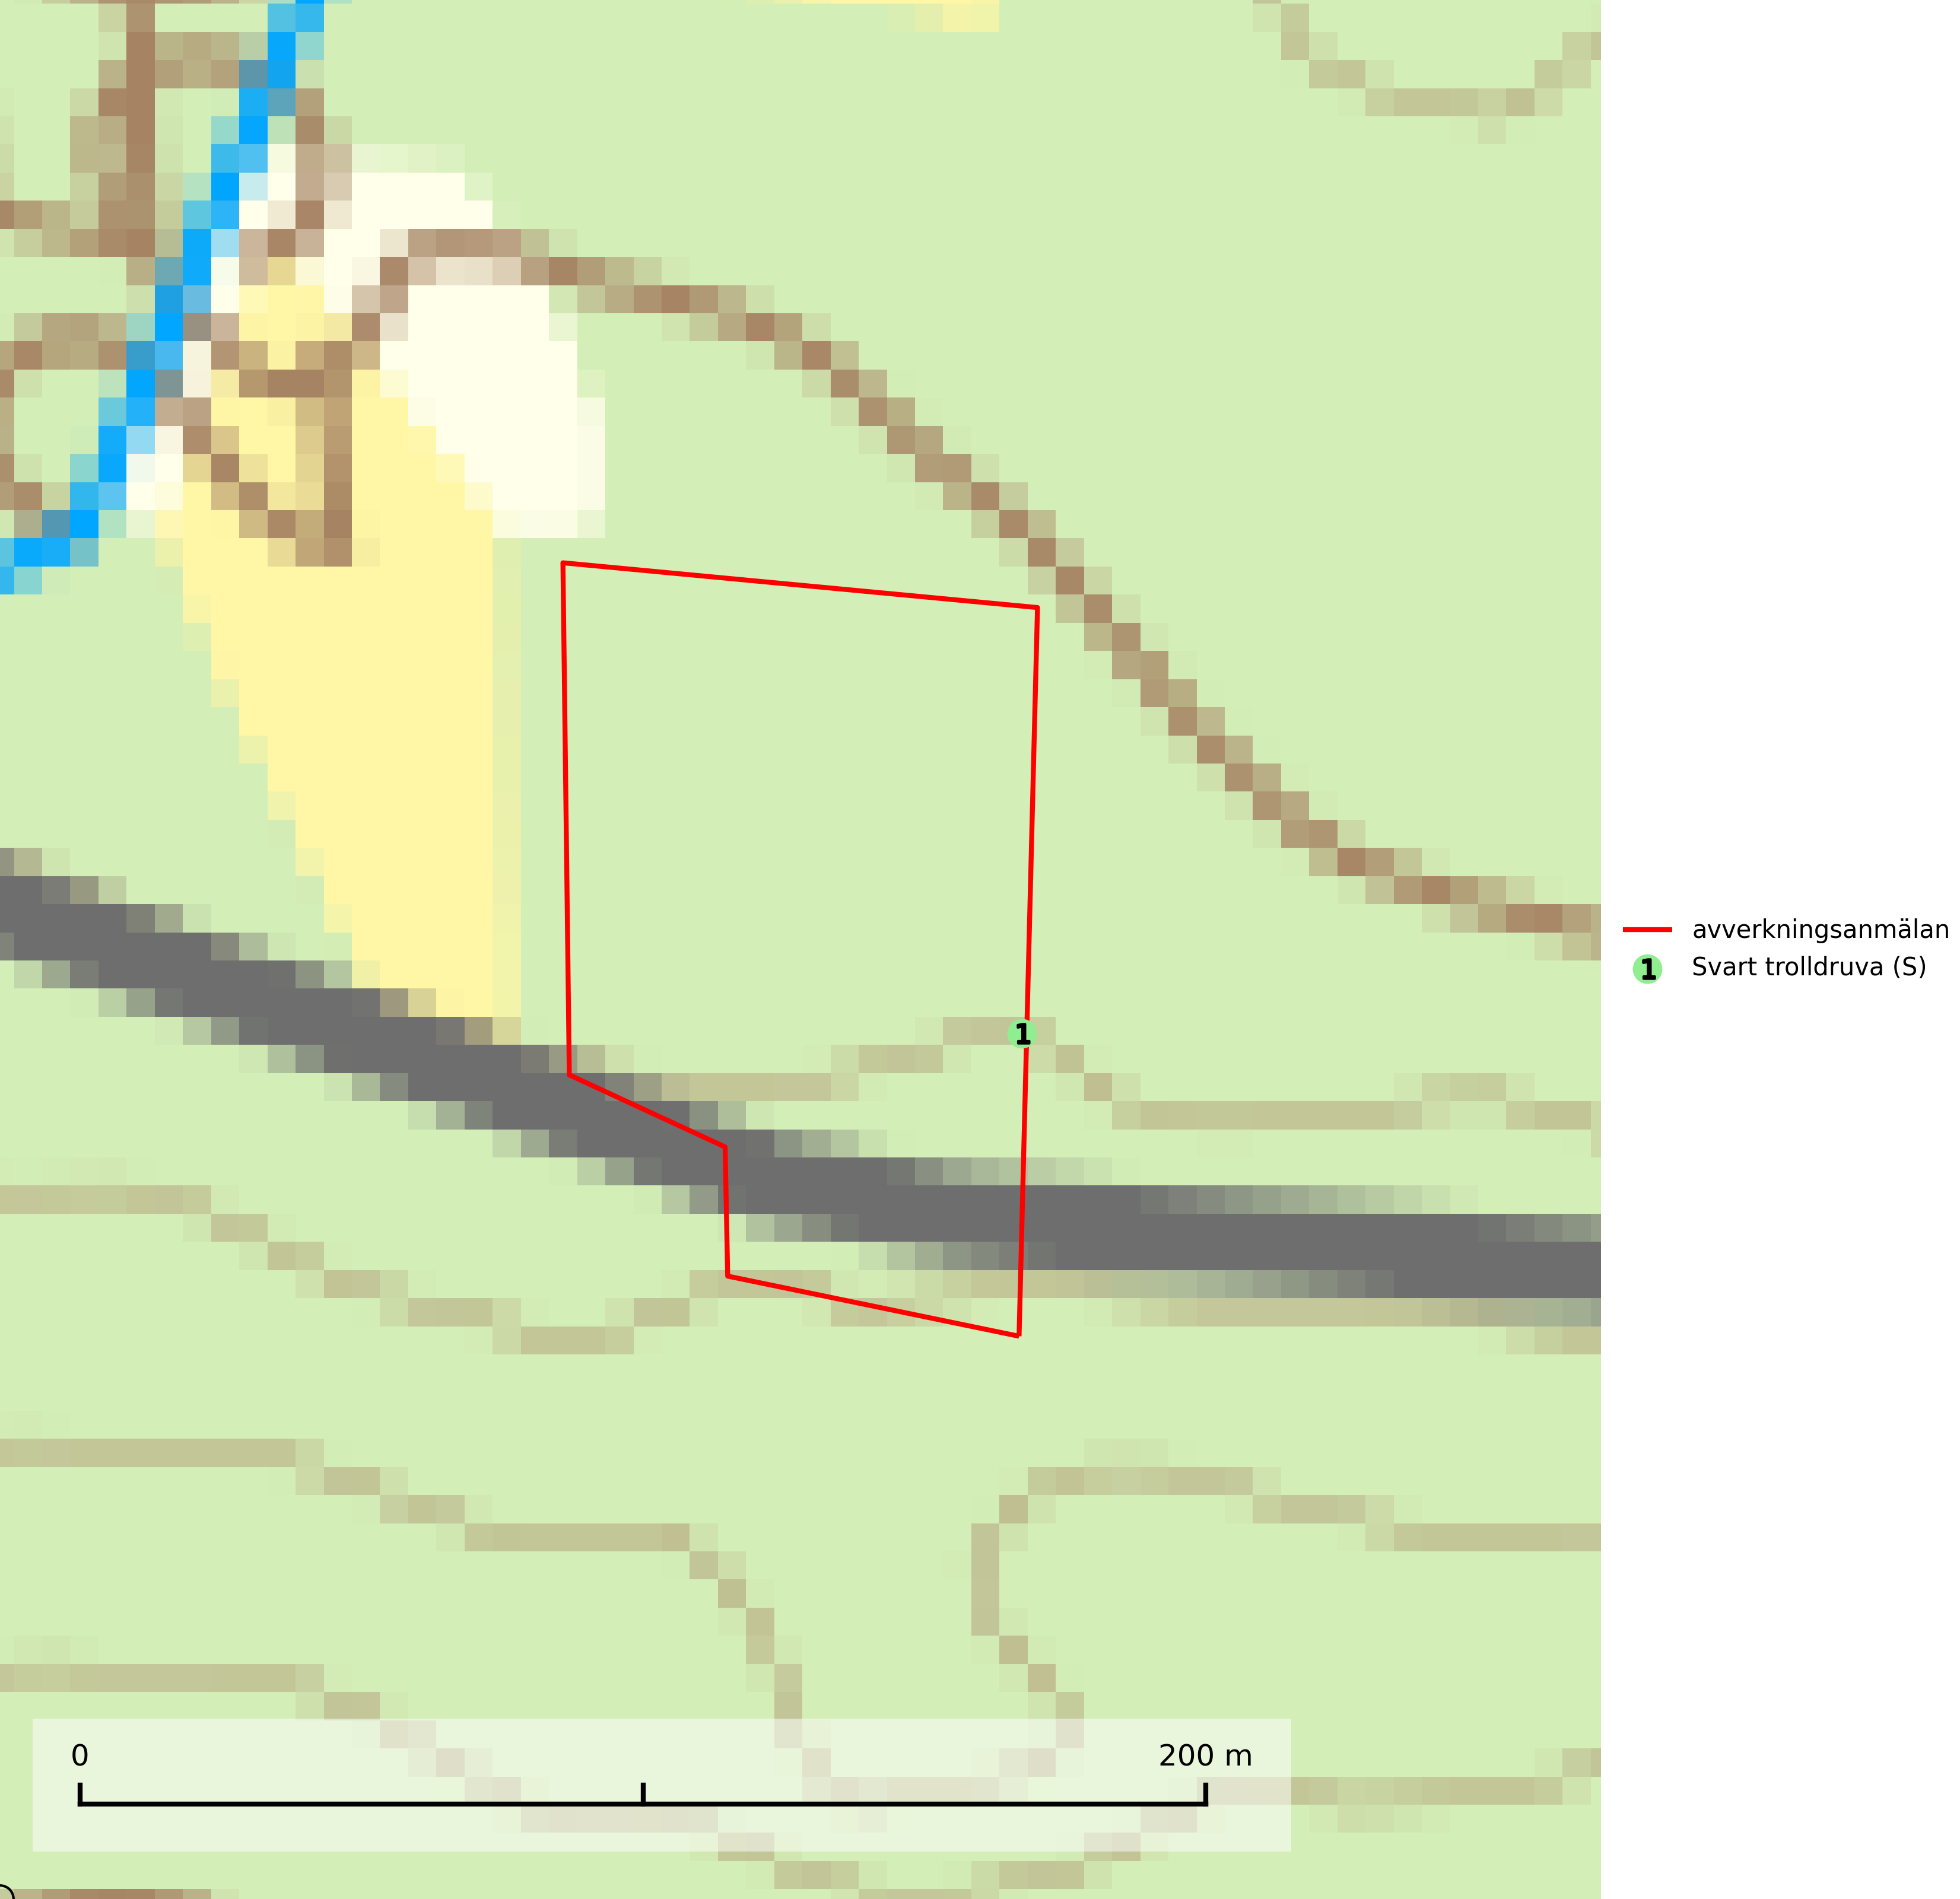 avverkningsanmälan
1 Svart trolldruva (S)
1
0 200 m